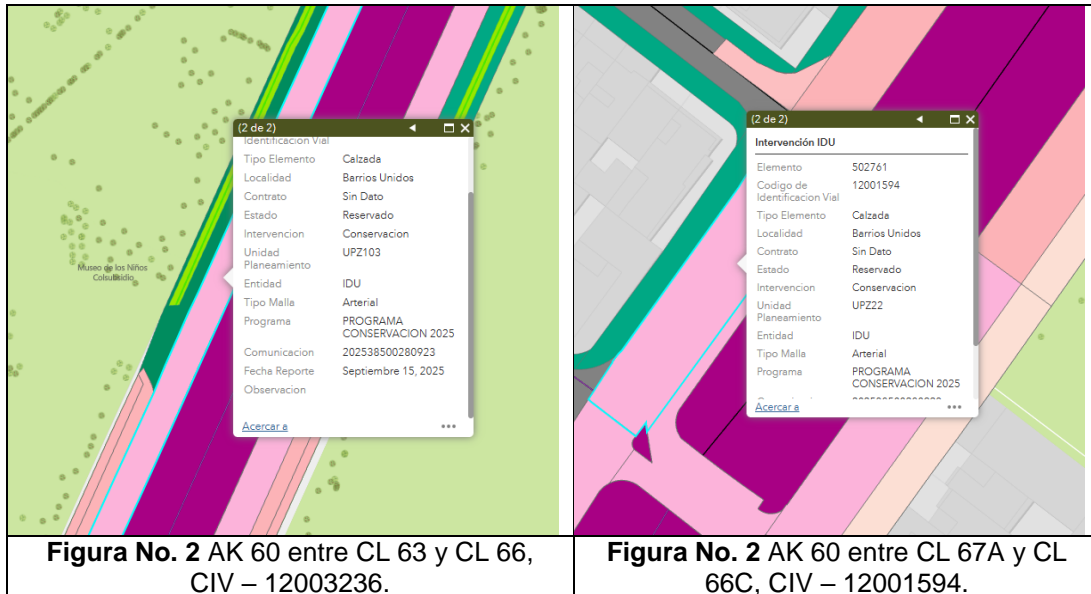 (2 de 2)
Identificacion Vial
Tipo Elemento Calzada
Localidad Barrios Unidos
Contrato Sin Dato
Estado Reservado
Intervencion Conservacion
Unidad Planeamiento UPZ103
Entidad IDU
Tipo Malla Arterial
Programa PROGRAMA CONSERVACION 2025
Comunicacion 202538500280923
Fecha Reporte Septiembre 15, 2025
Observacion
Acercar a
Museo de los Niños
Colsubsidio
Figura No. 2 AK 60 entre CL 63 y CL 66,
CIV – 12003236.
(2 de 2)
Intervención IDU
Elemento 502761
Codigo de Identificacion Vial 12001594
Tipo Elemento Calzada
Localidad Barrios Unidos
Contrato Sin Dato
Estado Reservado
Intervencion Conservacion
Unidad Planeamiento UPZ22
Entidad IDU
Tipo Malla Arterial
Programa PROGRAMA CONSERVACION 2025
Acercar a
Figura No. 2 AK 60 entre CL 67A y CL
66C, CIV – 12001594.